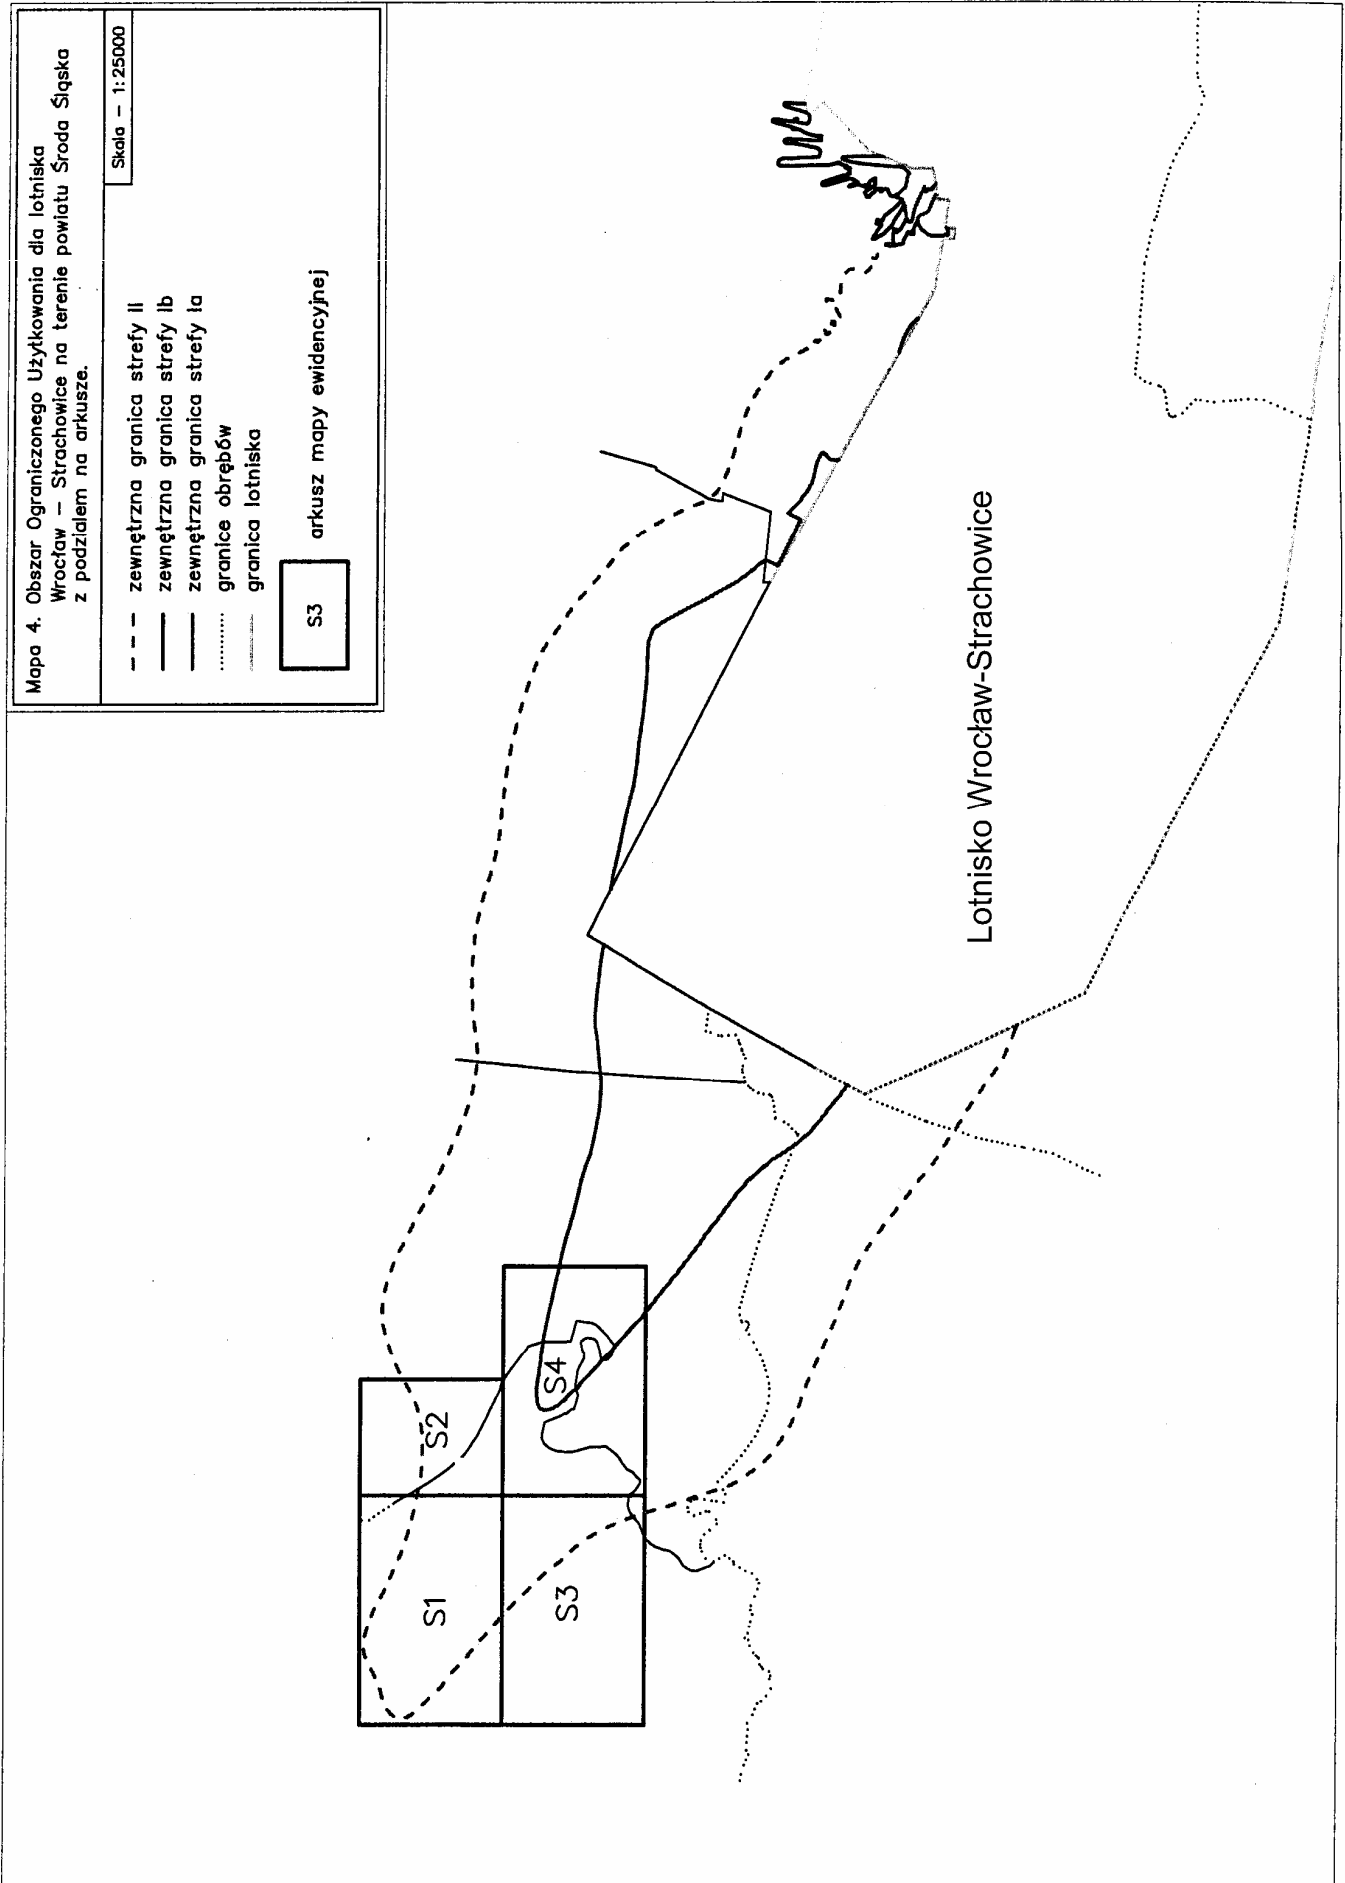 Mapa 4. Obszar Ograniczonego Użytkowania dla lotniska
Wrocław – Strachowice na terenie powiatu Środa Śląska
z podziałem na arkusze.
Skala – 1:25000
zewnętrzna granica strefy II
zewnętrzna granica strefy Ib
zewnętrzna granica strefy Ia
granice obrębów
granica lotniska
S3 arkusz mapy ewidencyjnej
S1
S2
S3
S4
Lotnisko Wrocław-Strachowice